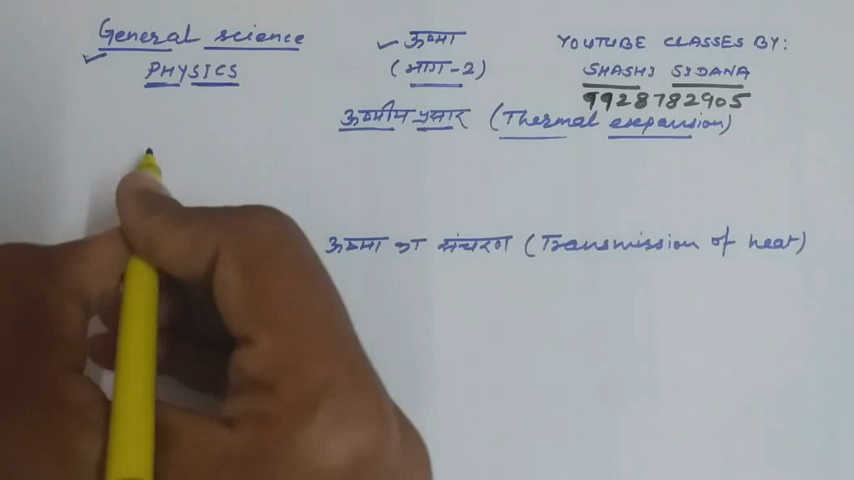 General science
PHYSICS
ऊष्मा
(भाग-2)
YOUTUBE CLASSES BY:
SHASHI SIDANA
9928782905
ऊष्मीय प्रसार (Thermal expansion)
ऊष्मा का संचरण (Transmission of heat)